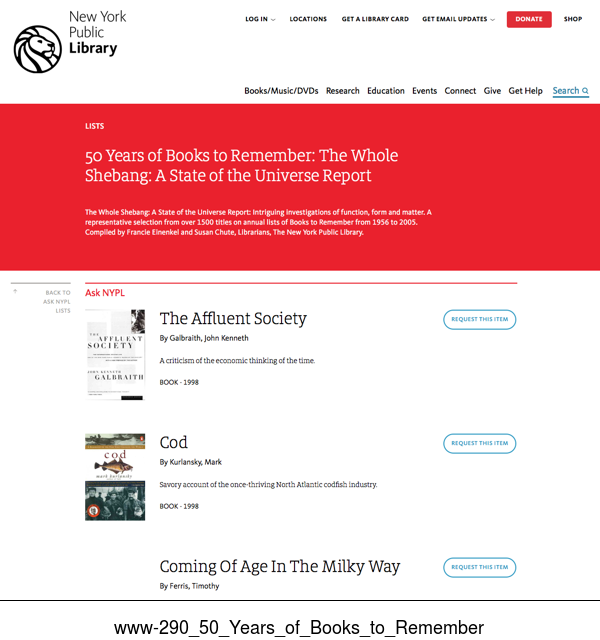 New York
Public
Library
LOG IN
LOCATIONS
GET A LIBRARY CARD
GET EMAIL UPDATES
DONATE
SHOP
Books/Music/DVDs Research Education Events Connect Give Get Help Search
LISTS
50 Years of Books to Remember: The Whole
Shebang: A State of the Universe Report
The Whole Shebang: A State of the Universe Report: Intriguing investigations of function, form and matter. A
representative selection from over 1500 titles on annual lists of Books to Remember from 1956 to 2005.
Compiled by Francie Einenkel and Susan Chute, Librarians, The New York Public Library.
BACK TO
ASK NYPL
LISTS
Ask NYPL
THE
AFFLUENT
SOCIETY
JOHN KENNETH
GALBRAITH
The Affluent Society
By Galbraith, John Kenneth
A criticism of the economic thinking of the time.
BOOK - 1998
REQUEST THIS ITEM
cod
mark kurlansky
Cod
By Kurlansky, Mark
Savory account of the once-thriving North Atlantic codfish industry.
BOOK - 1998
REQUEST THIS ITEM
Coming Of Age In The Milky Way
By Ferris, Timothy
REQUEST THIS ITEM
www-290_50_Years_of_Books_to_Remember